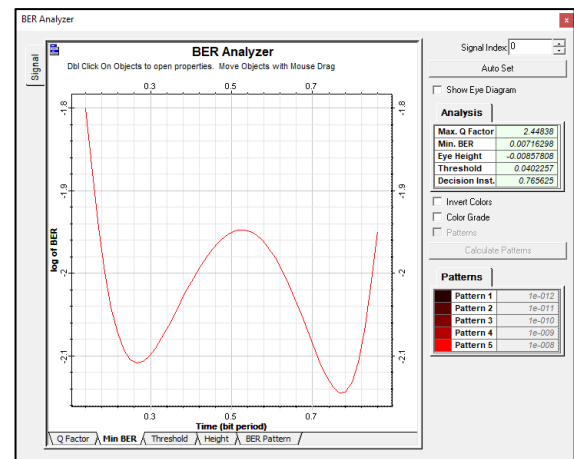 BER Analyzer
x
Signal
BER Analyzer
Dbl Click On Objects to open properties. Move Objects with Mouse Drag
0.3 0.5 0.7
-1.8 -1.8
-1.9 -1.9
-2 -2
-2.1 -2.1
log of BER
0.3 0.5 0.7
Time (bit period)
Q Factor Min BER Threshold Height BER Pattern
Signal Index: 0
Auto Set
Show Eye Diagram
Analysis
Max. Q Factor 2.44838
Min. BER 0.00716298
Eye Height -0.00857808
Threshold 0.0402257
Decision Inst. 0.765625
Invert Colors
Color Grade
Patterns
Calculate Patterns
Patterns
Pattern 1 1e-012
Pattern 2 1e-011
Pattern 3 1e-010
Pattern 4 1e-009
Pattern 5 1e-008